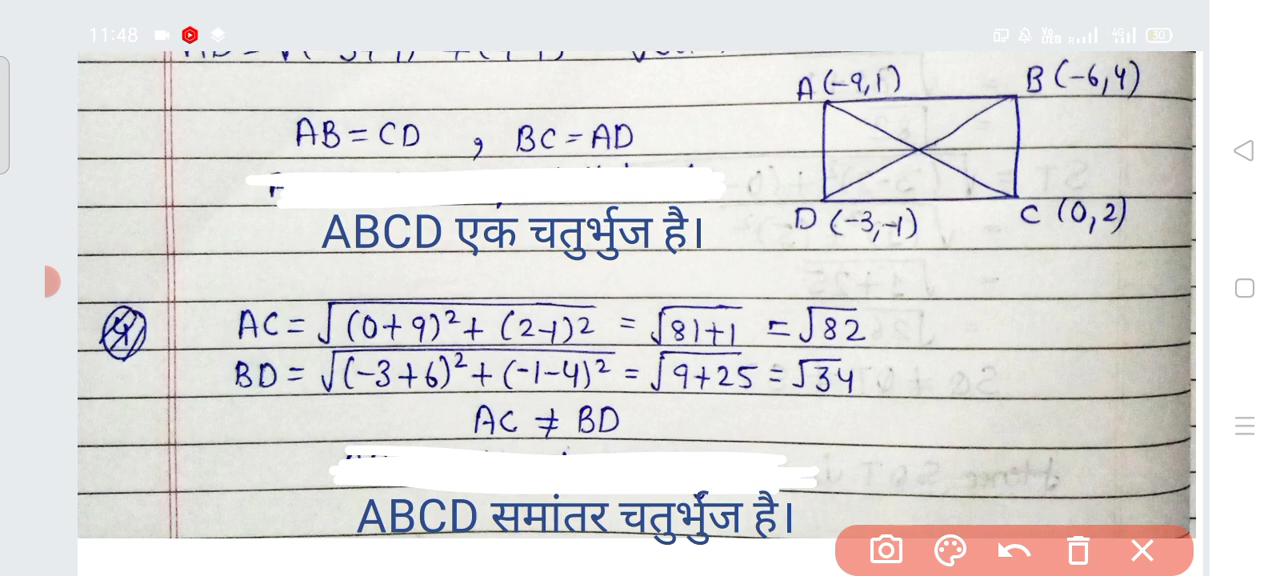 11:48
30
A (-9,1)
B (-6,4)
AB = CD , BC = AD
ABCD एक चतुर्भुज है।
D (-3,-1)
C (0,2)
AC = √(0+9)² + (2-1)2 = √81+1 = √82
BD = √(-3+6)² + (-1-4)² = √9+25 = √34
AC ≠ BD
ABCD समांतर चतुर्भुज है।